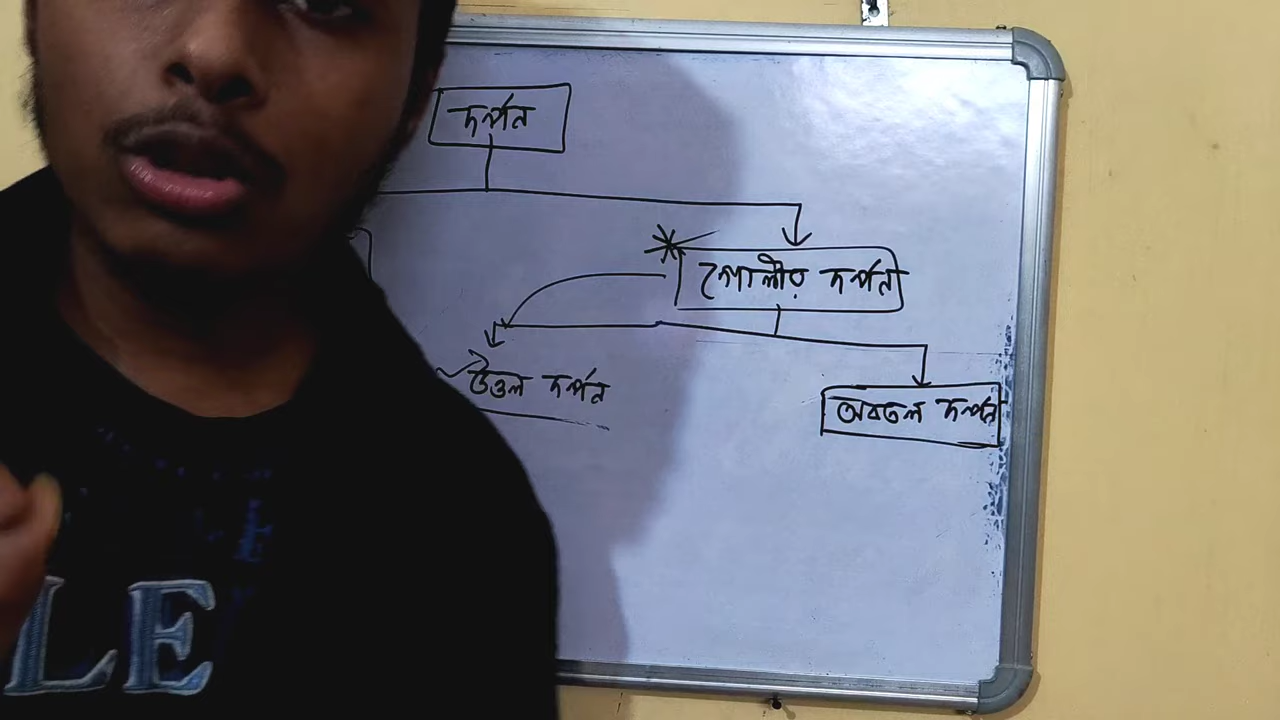 দর্পন
গোলীয় দর্পন
উত্তল দর্পন
অবতল দর্পন
LE